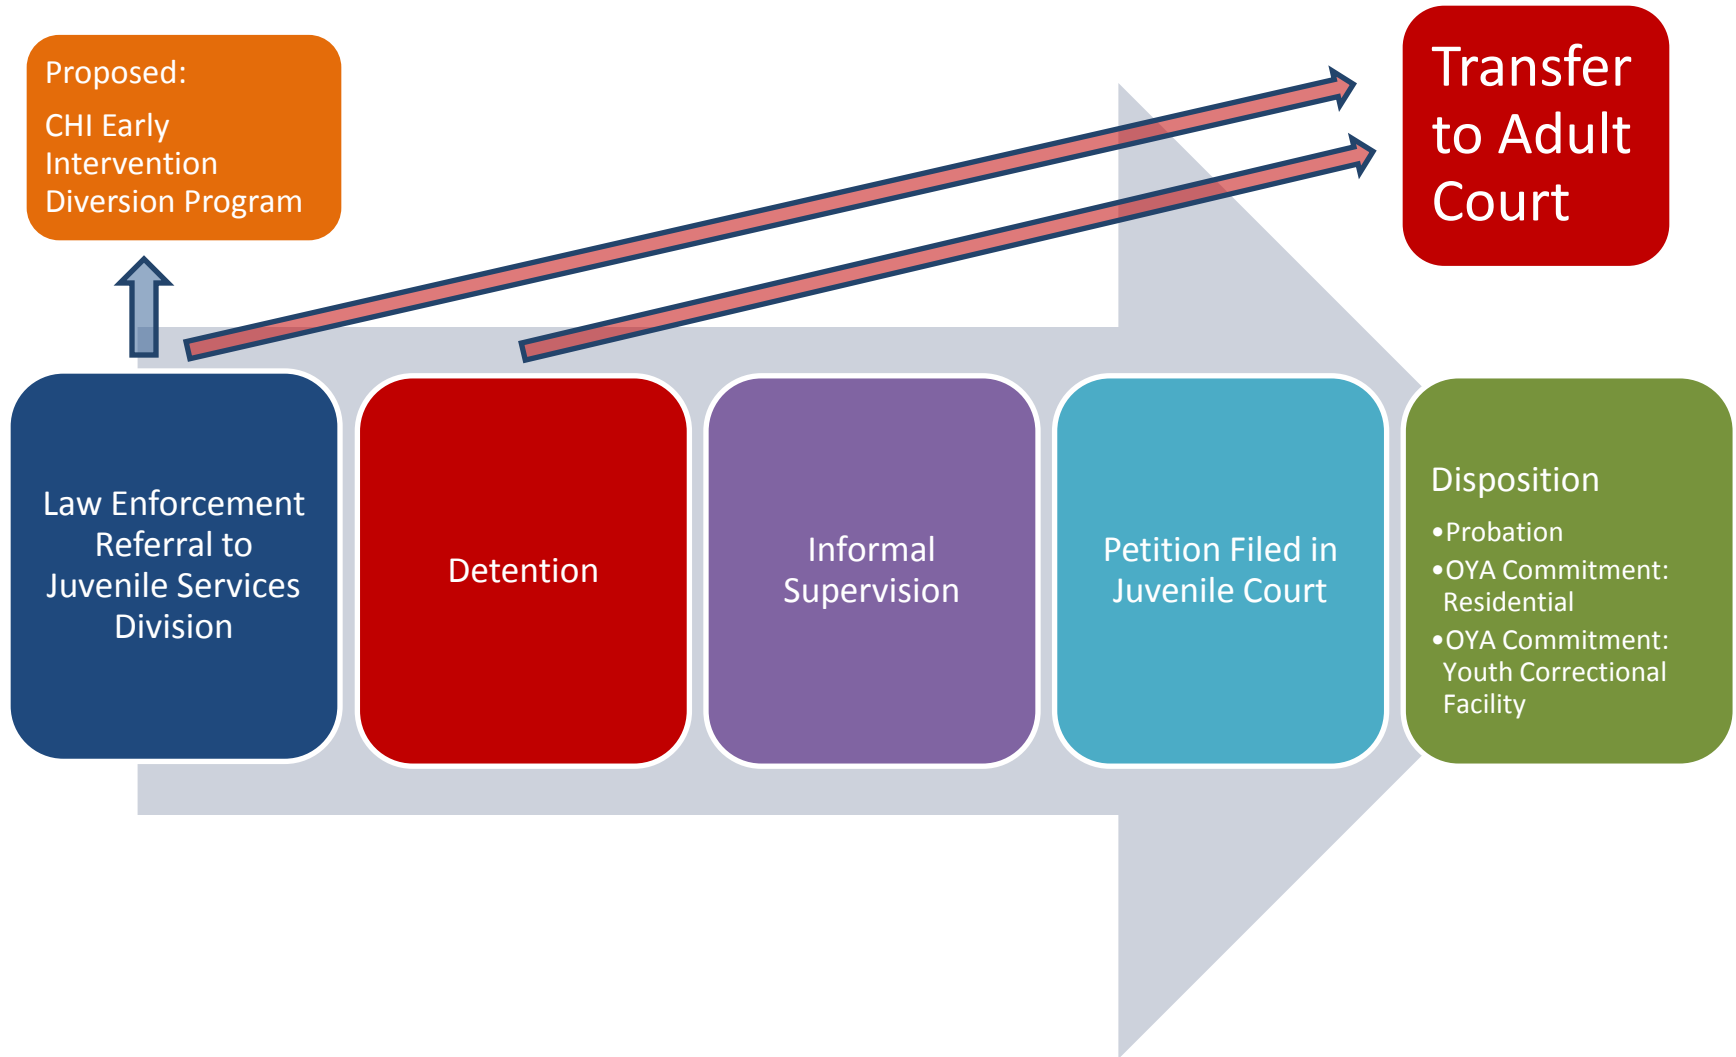 Proposed:
CHI Early
Intervention
Diversion Program
Transfer
to Adult
Court
Law Enforcement
Referral to
Juvenile Services
Division
Detention
Informal
Supervision
Petition Filed in
Juvenile Court
Disposition
•Probation
•OYA Commitment:
Residential
•OYA Commitment:
Youth Correctional
Facility